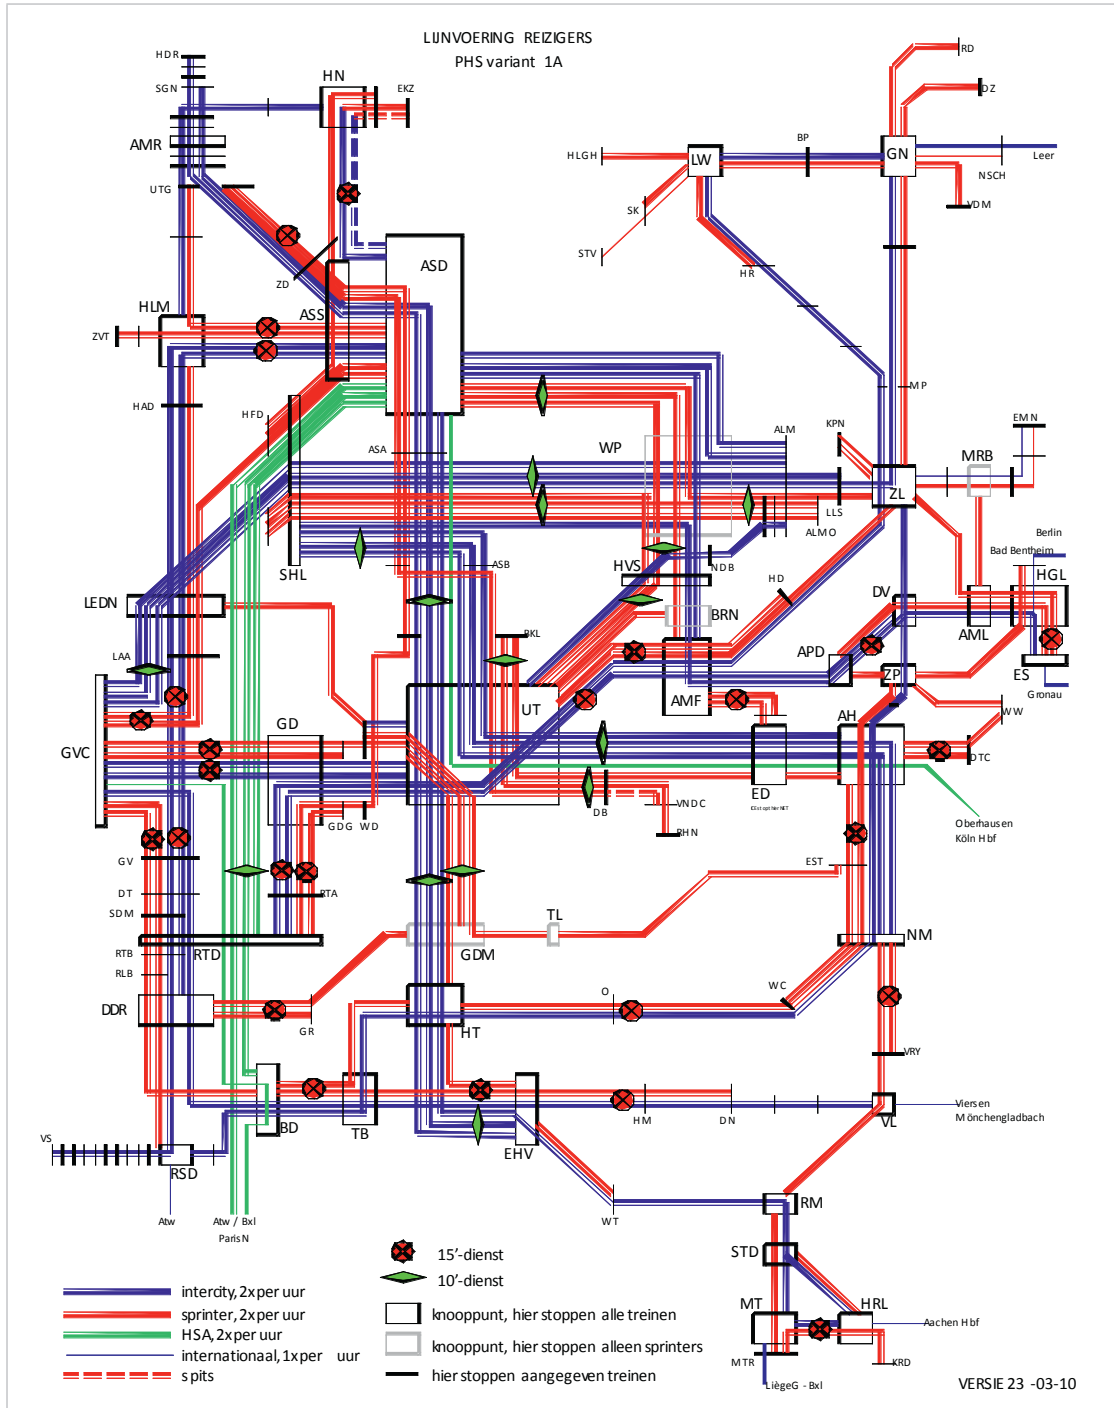 LIJNVOERING REIZIGERS
PHS variant 1A
HDR
SGN
HN
EKZ
RD
DZ
AMR
HLGH
LW
BP
GN
Leer
NSCH
UTG
SK
VDM
STV
ZD
ASD
HR
HLM
ASS
ZVT
MP
HAD
HFD
KPN
EMN
ASA
WP
ALM
MRB
ZL
LLS
ALMO
SHL
ASB
NDB
Berlin
Bad Bentheim
HVS
HD
HGL
LEDN
BRN
DV
AML
BKL
LAA
APD
ZP
ES
Gronau
GVC
GD
UT
AMF
AH
WW
DTC
ED
GDG
WD
DB
VNDC
RHN
Oberhausen
Köln Hbf
GV
EST
DT
RTA
SDM
TL
RTB
RTD
GDM
NM
RLB
WC
DDR
O
GR
HT
VRY
BD
TB
HM
DN
VL
Viersen
Mönchengladbach
VS
RSD
EHV
Atw
Atw / Bxl
Paris N
WT
RM
STD
MT
HRL
Aachen Hbf
MTR
KRD
Liège G - Bxl
15'-dienst
10'-dienst
intercity, 2x per uur
sprinter, 2x per uur
HSA, 2x per uur
internationaal, 1x per uur
spits
knooppunt, hier stoppen alle treinen
knooppunt, hier stoppen alleen sprinters
hier stoppen aangegeven treinen
VERSIE 23 -03-10